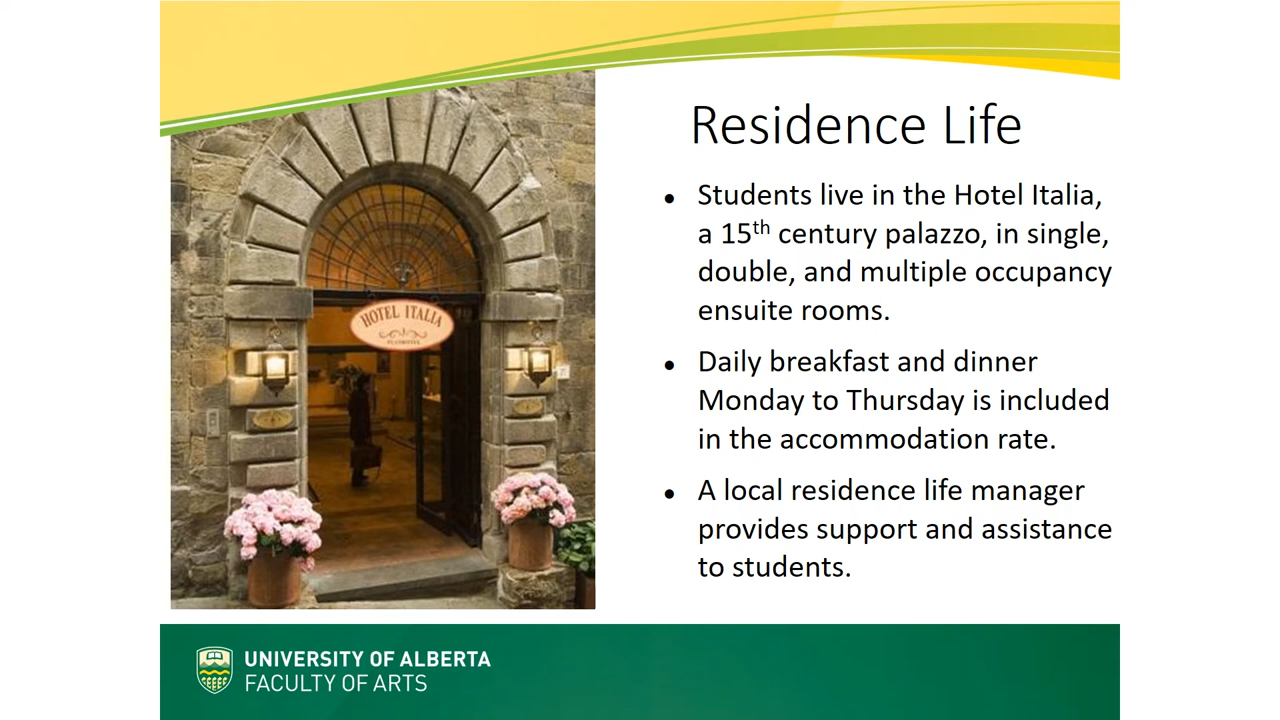 Residence Life
● Students live in the Hotel Italia,
a 15th century palazzo, in single,
double, and multiple occupancy
ensuite rooms.
● Daily breakfast and dinner
Monday to Thursday is included
in the accommodation rate.
● A local residence life manager
provides support and assistance
to students.
HOTEL ITALIA
UNIVERSITY OF ALBERTA
FACULTY OF ARTS